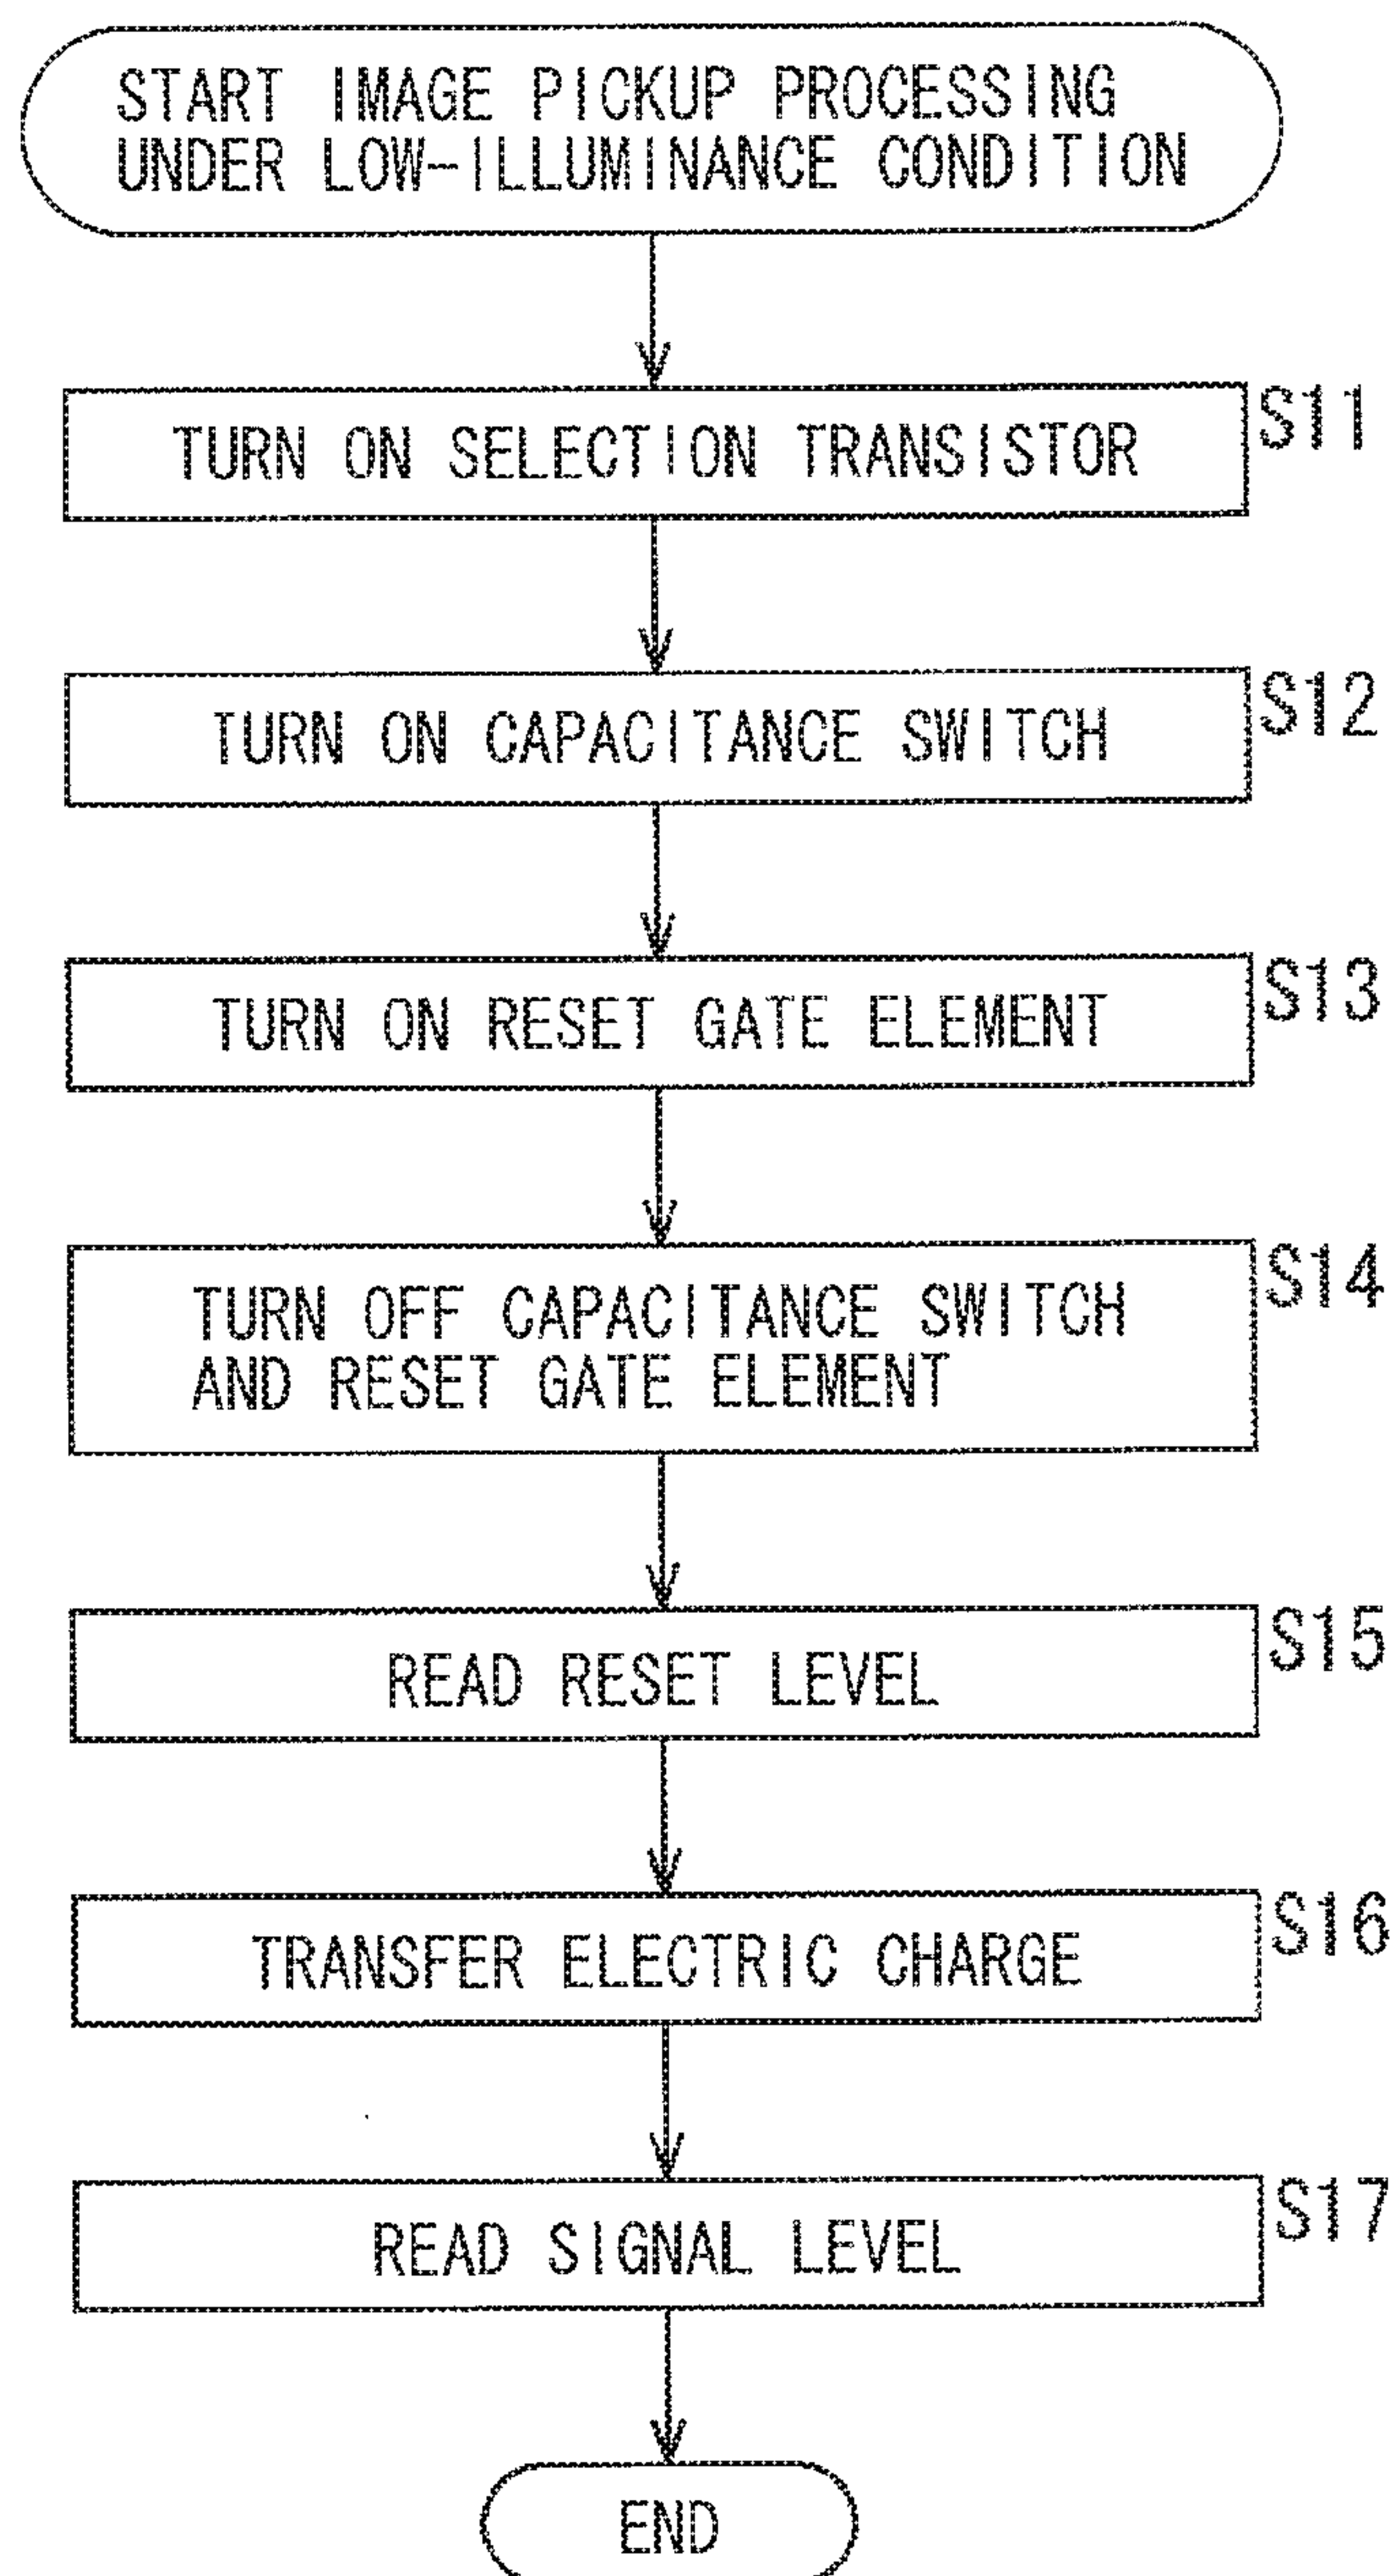 START IMAGE PICKUP PROCESSING
UNDER LOW-ILLUMINANCE CONDITION
S11
TURN ON SELECTION TRANSISTOR
S12
TURN ON CAPACITANCE SWITCH
S13
TURN ON RESET GATE ELEMENT
S14
TURN OFF CAPACITANCE SWITCH
AND RESET GATE ELEMENT
S15
READ RESET LEVEL
S16
TRANSFER ELECTRIC CHARGE
S17
READ SIGNAL LEVEL
END